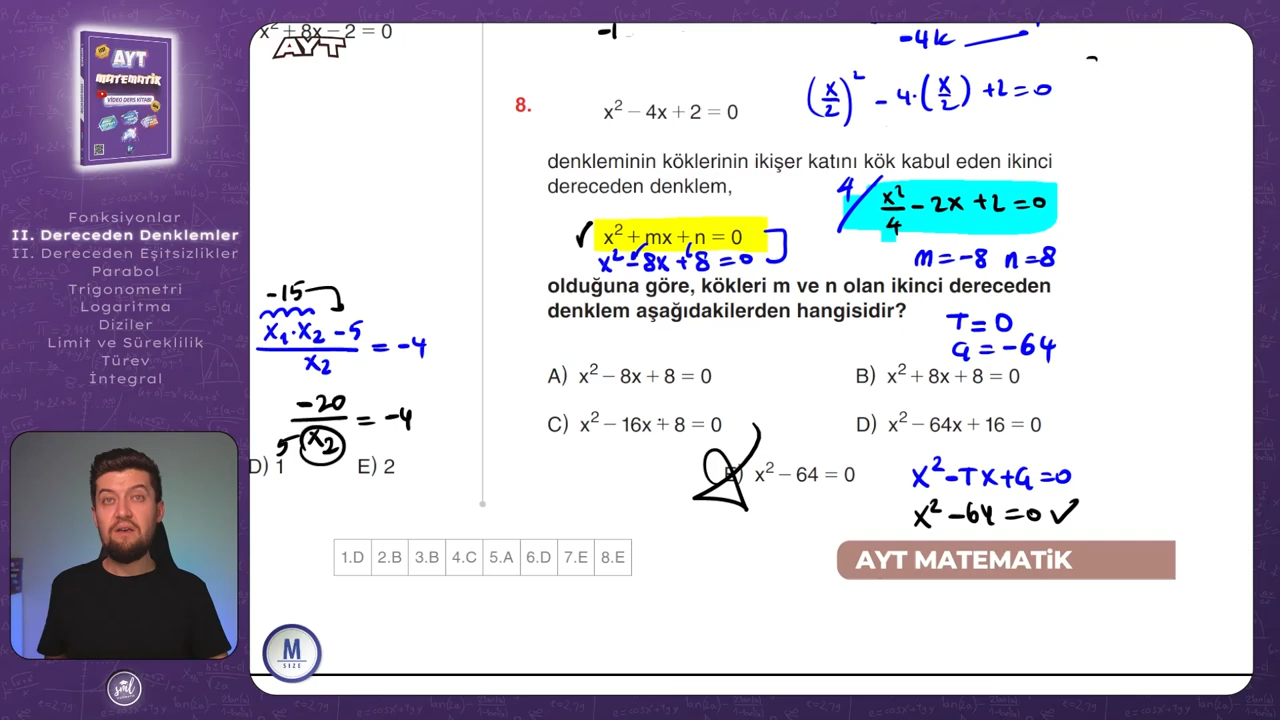 AYT
MATEMATİK
VİDEO DERS KİTABI
Fonksiyonlar
II. Dereceden Denklemler
II. Dereceden Eşitsizlikler
Parabol
Trigonometri
Logaritma
Diziler
Limit ve Süreklilik
Türev
İntegral
x² + 8x − 2 = 0
AYT
-15
x₁·x₂ −5 / x₂ = −4
−20 / x₂ = −4
5
D) 1
E) 2
-1
-4k
8.
x² − 4x + 2 = 0
(x/2)² − 4·(x/2) + 2 = 0
denkleminin köklerinin ikişer katını kök kabul eden ikinci
dereceden denklem,
4/ x²/4 − 2x + 2 = 0
x² + mx + n = 0
x² − 8x + 8 = 0
m = −8 n = 8
olduğuna göre, kökleri m ve n olan ikinci dereceden
denklem aşağıdakilerden hangisidir?
T = 0
Ç = −64
A) x² − 8x + 8 = 0
B) x² + 8x + 8 = 0
C) x² − 16x + 8 = 0
D) x² − 64x + 16 = 0
E) x² − 64 = 0
x² − Tx + Ç = 0
x² − 64 = 0 ✓
1.D 2.B 3.B 4.C 5.A 6.D 7.E 8.E
AYT MATEMATİK
M
SIZE
sml